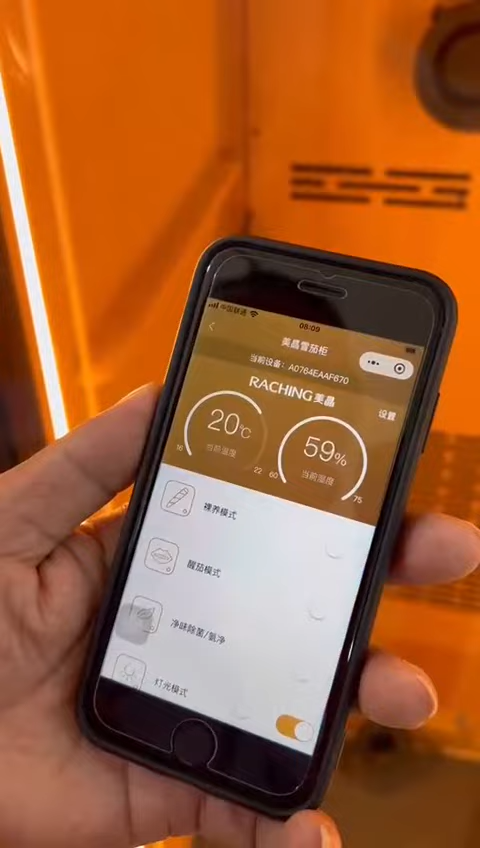 中国联通
09:09
美晶雪茄柜
当前设备：A0764EAAF670
RACHING美晶
设置
20℃
当前温度
16
22
59%
当前湿度
60
75
裸养模式
醒茄模式
净味除菌/氧净
灯光模式